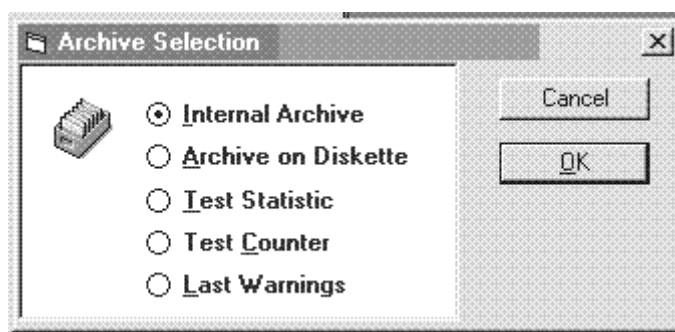 Archive Selection
Internal Archive
Archive on Diskette
Test Statistic
Test Counter
Last Warnings
Cancel
OK